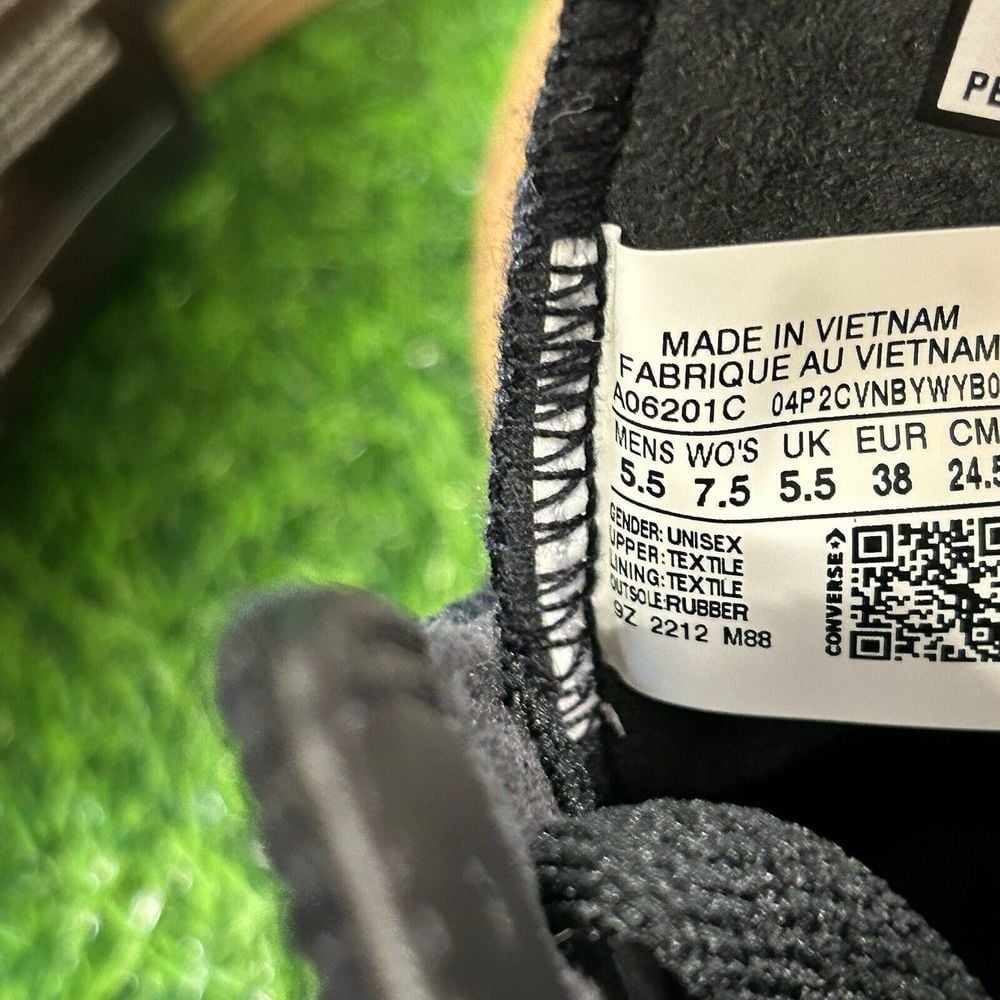 PE
MADE IN VIETNAM
FABRIQUE AU VIETNAM
A06201C 04P2CVNBYWYB0
MENS WO'S UK EUR CM
5.5 7.5 5.5 38 24.5
GENDER: UNISEX
UPPER:TEXTILE
LINING:TEXTILE
OUTSOLE:RUBBER
9Z 2212 M88
CONVERSE